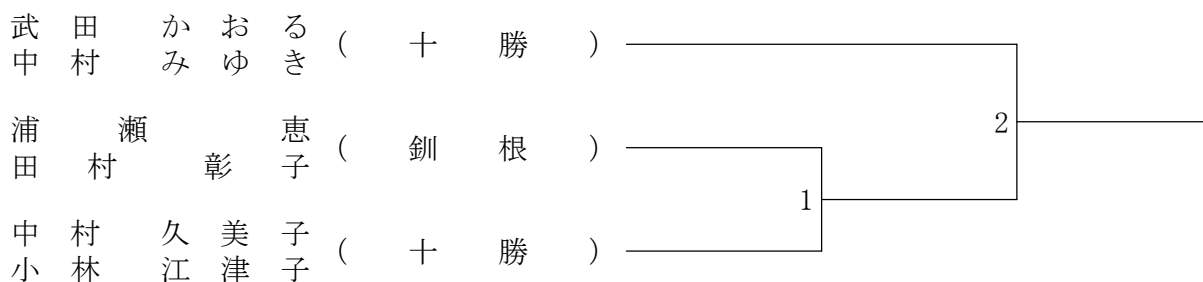 武田 かおる
中村 みゆき
(十勝)
2
浦瀬 恵
田村 彰子
(釧根)
1
中村 久美子
小林 江津子
(十勝)